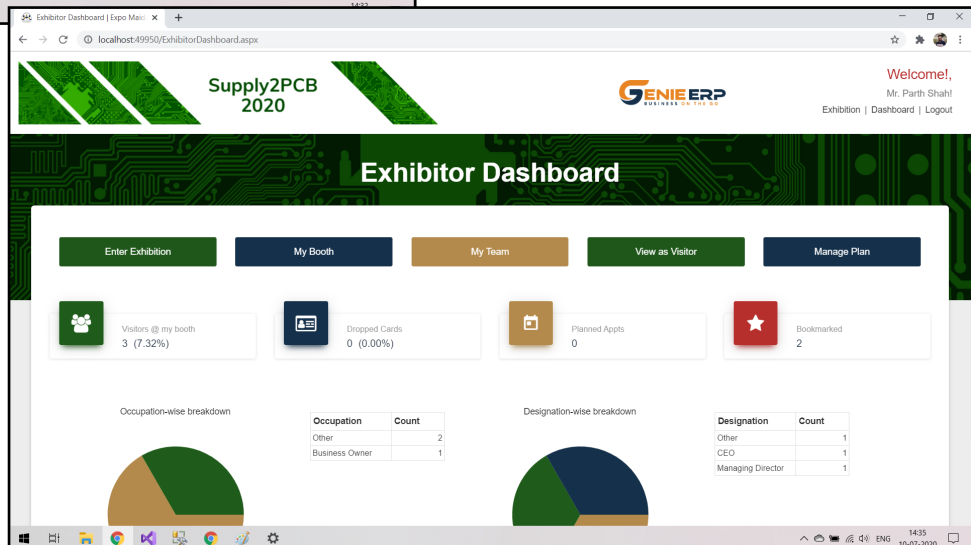 14:32
Exhibitor Dashboard | Expo Maid
localhost:49950/ExhibitorDashboard.aspx
Supply2PCB
2020
GENIE ERP
BUSINESS ON THE GO
Welcome!,
Mr. Parth Shah!
Exhibition | Dashboard | Logout
Exhibitor Dashboard
Enter Exhibition
My Booth
My Team
View as Visitor
Manage Plan
Visitors @ my booth
3 (7.32%)
Dropped Cards
0 (0.00%)
Planned Appts
0
Bookmarked
2
Occupation-wise breakdown
Occupation Count
Other 2
Business Owner 1
Designation-wise breakdown
Designation Count
Other 1
CEO 1
Managing Director 1
ENG
14:35
10-07-2020